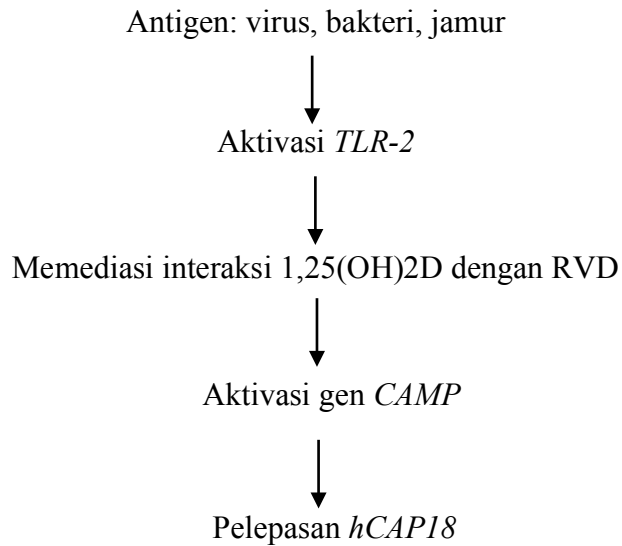 Antigen: virus, bakteri, jamur
Aktivasi TLR-2
Memediasi interaksi 1,25(OH)2D dengan RVD
Aktivasi gen CAMP
Pelepasan hCAP18